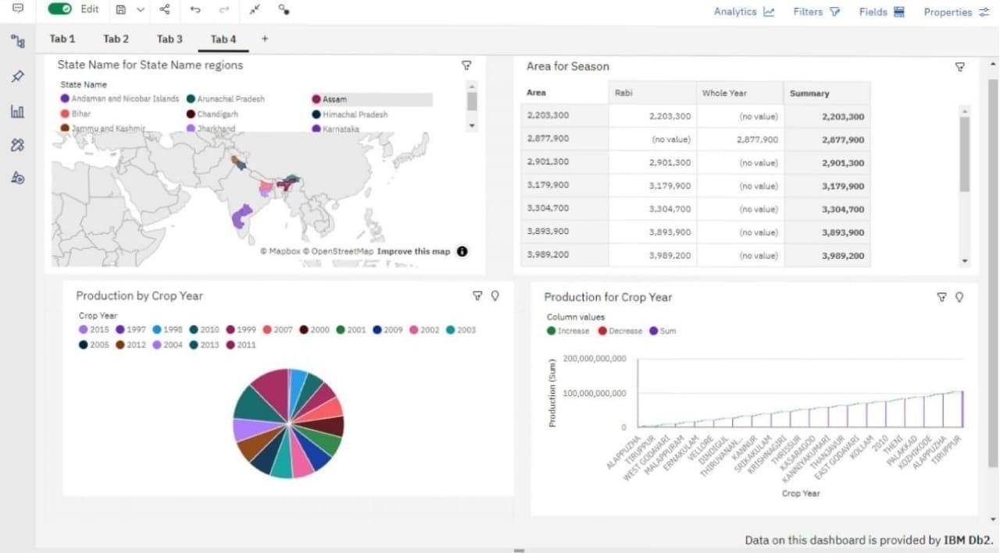 Edit
Analytics Filters Fields Properties
Tab 1 Tab 2 Tab 3 Tab 4 +
State Name for State Name regions
State Name
Andaman and Nicobar Islands Arunachal Pradesh Assam
Bihar Chandigarh Himachal Pradesh
Jammu and Kashmir Jharkhand Karnataka
© Mapbox © OpenStreetMap Improve this map
Area for Season
Area Rabi Whole Year Summary
2,203,300 2,203,300 (no value) 2,203,300
2,877,900 (no value) 2,877,900 2,877,900
2,901,300 2,901,300 (no value) 2,901,300
3,179,900 3,179,900 (no value) 3,179,900
3,304,700 3,304,700 (no value) 3,304,700
3,893,900 3,893,900 (no value) 3,893,900
3,989,200 3,989,200 (no value) 3,989,200
Production by Crop Year
Crop Year
2015 1997 1998 2010 1999 2007 2000 2001 2009 2002 2003
2012 2004 2013 2011
Production for Crop Year
Column values
Increase Decrease Sum
Production (Sum)
200,000,000,000
100,000,000,000
0
ALAPPUZHA
TIRUPPUR
WEST GODAVARI
MALAPPURAM
ERNAKULAM
VELLORE
DINDIGUL
THIRUVANAN...
KANNUR
SRIKAKULAM
KRISHNAGIRI
THRISSUR
KASARAGOD
KANNIYAKUMARI
THANJAVUR
EAST GODAVARI
KOLLAM
2010
THENI
PALAKKAD
KOZHIKODE
ALAPPUZHA
TIRUPPUR
Crop Year
Data on this dashboard is provided by IBM Db2.